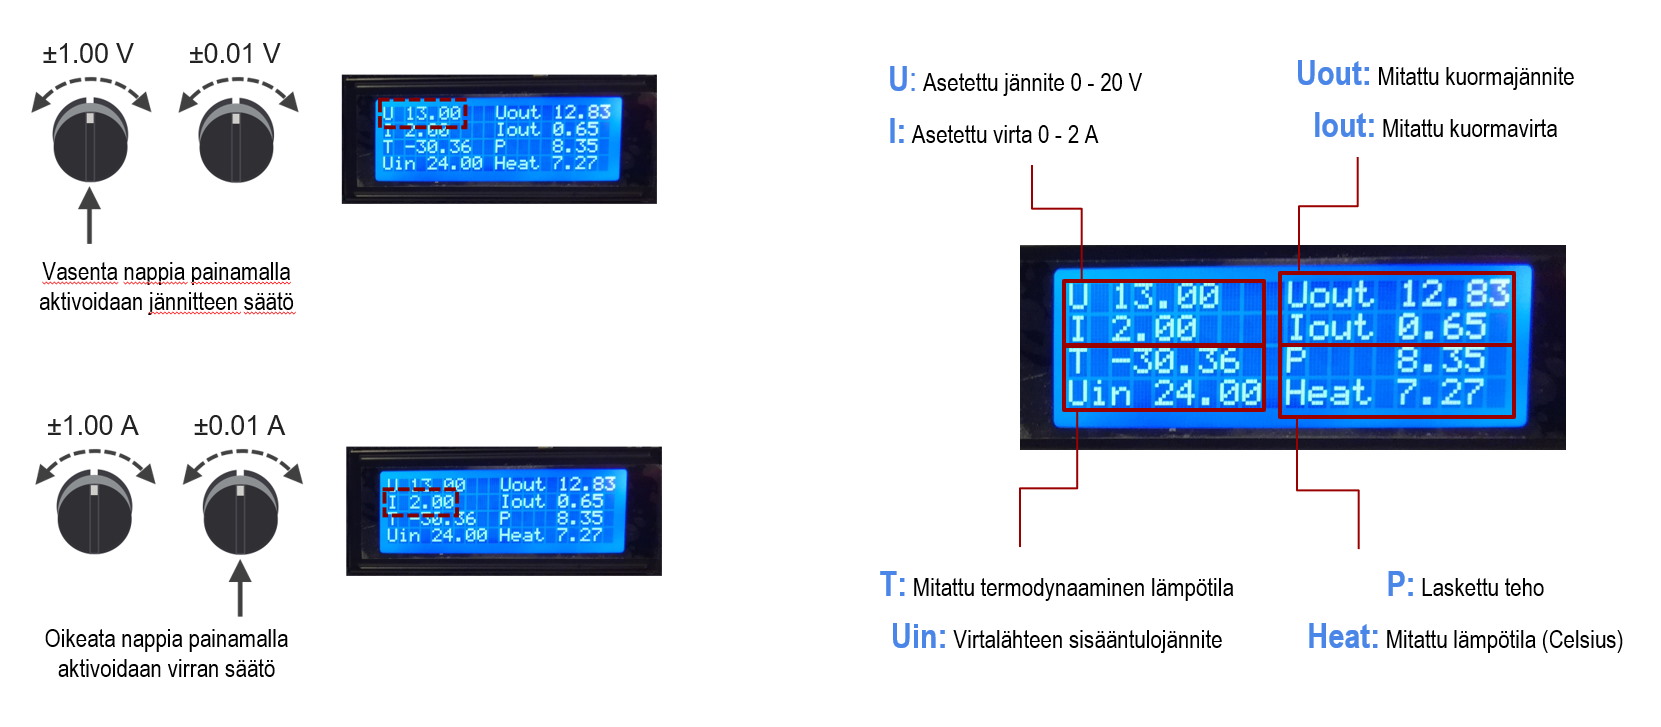 ±1.00 V
±0.01 V
U 13.00 Uout 12.83
I 2.00 Iout 0.65
T -30.36 P 8.35
Uin 24.00 Heat 7.27
Vasenta nappia painamalla
aktivoidaan jännitteen säätö
±1.00 A
±0.01 A
U 13.00 Uout 12.83
I 2.00 Iout 0.65
T -30.36 P 8.35
Uin 24.00 Heat 7.27
Oikeata nappia painamalla
aktivoidaan virran säätö
U: Asetettu jännite 0 - 20 V
I: Asetettu virta 0 - 2 A
Uout: Mitattu kuormajännite
Iout: Mitattu kuormavirta
U 13.00 Uout 12.83
I 2.00 Iout 0.65
T -30.36 P 8.35
Uin 24.00 Heat 7.27
T: Mitattu termodynaaminen lämpötila
Uin: Virtalähteen sisääntulojännite
P: Laskettu teho
Heat: Mitattu lämpötila (Celsius)